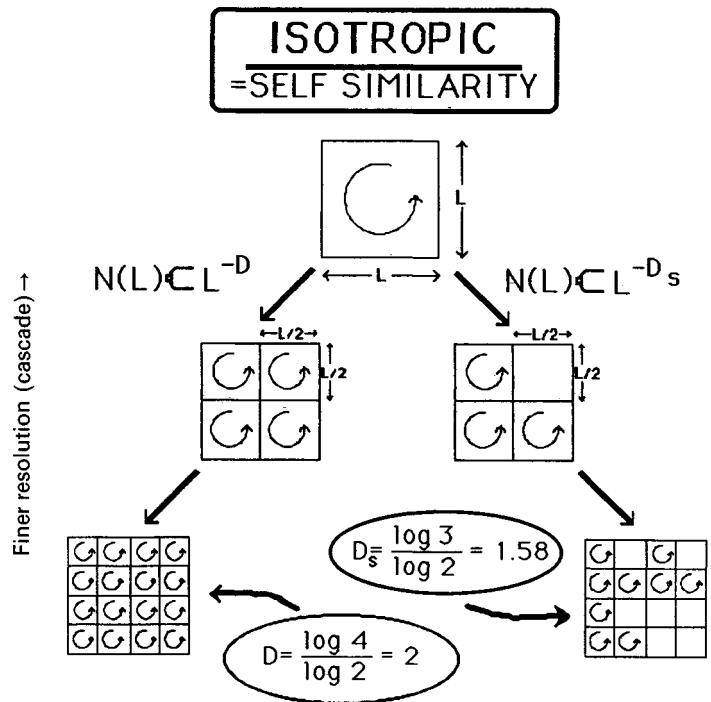 ISOTROPIC
=SELF SIMILARITY
L
L
N(L)⊂L^-D
N(L)⊂L^-Ds
Finer resolution (cascade) →
L/2
L/2
L/2
L/2
Ds= log 3 / log 2 = 1.58
D= log 4 / log 2 = 2